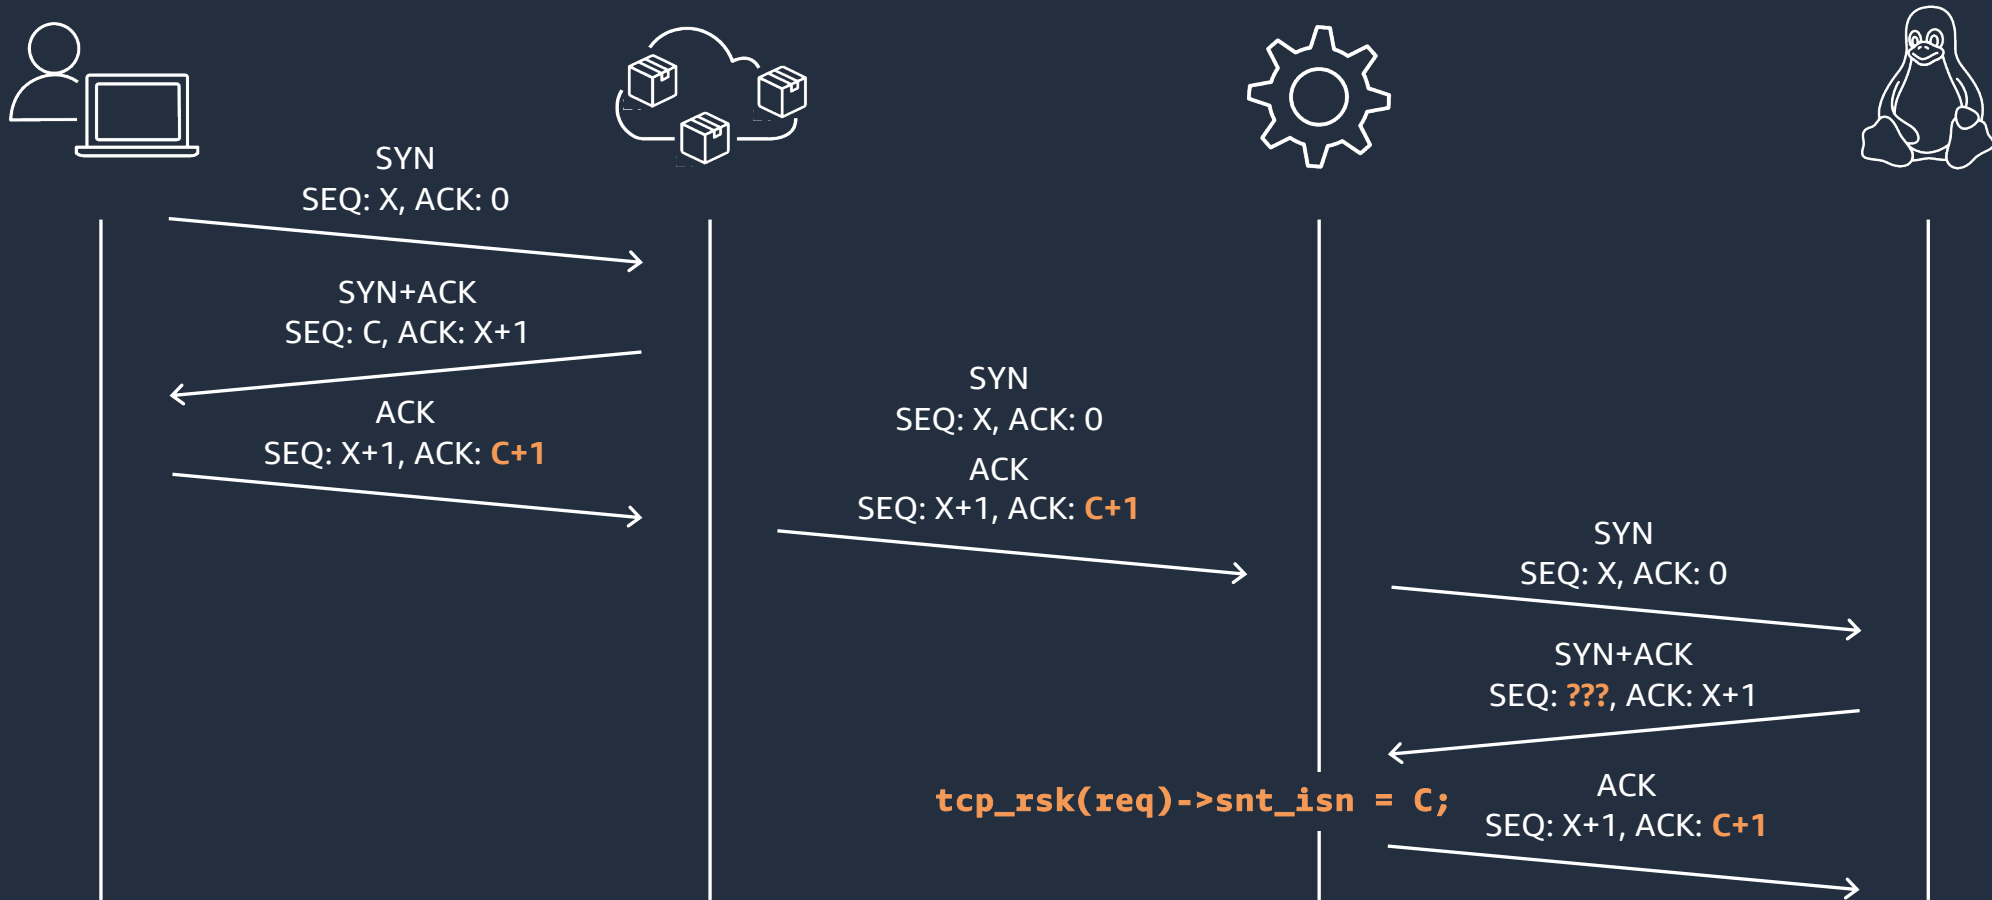 SYN
SEQ: X, ACK: 0
SYN+ACK
SEQ: C, ACK: X+1
ACK
SEQ: X+1, ACK: C+1
SYN
SEQ: X, ACK: 0
ACK
SEQ: X+1, ACK: C+1
SYN
SEQ: X, ACK: 0
SYN+ACK
SEQ: ???, ACK: X+1
tcp_rsk(req)->snt_isn = C;
ACK
SEQ: X+1, ACK: C+1